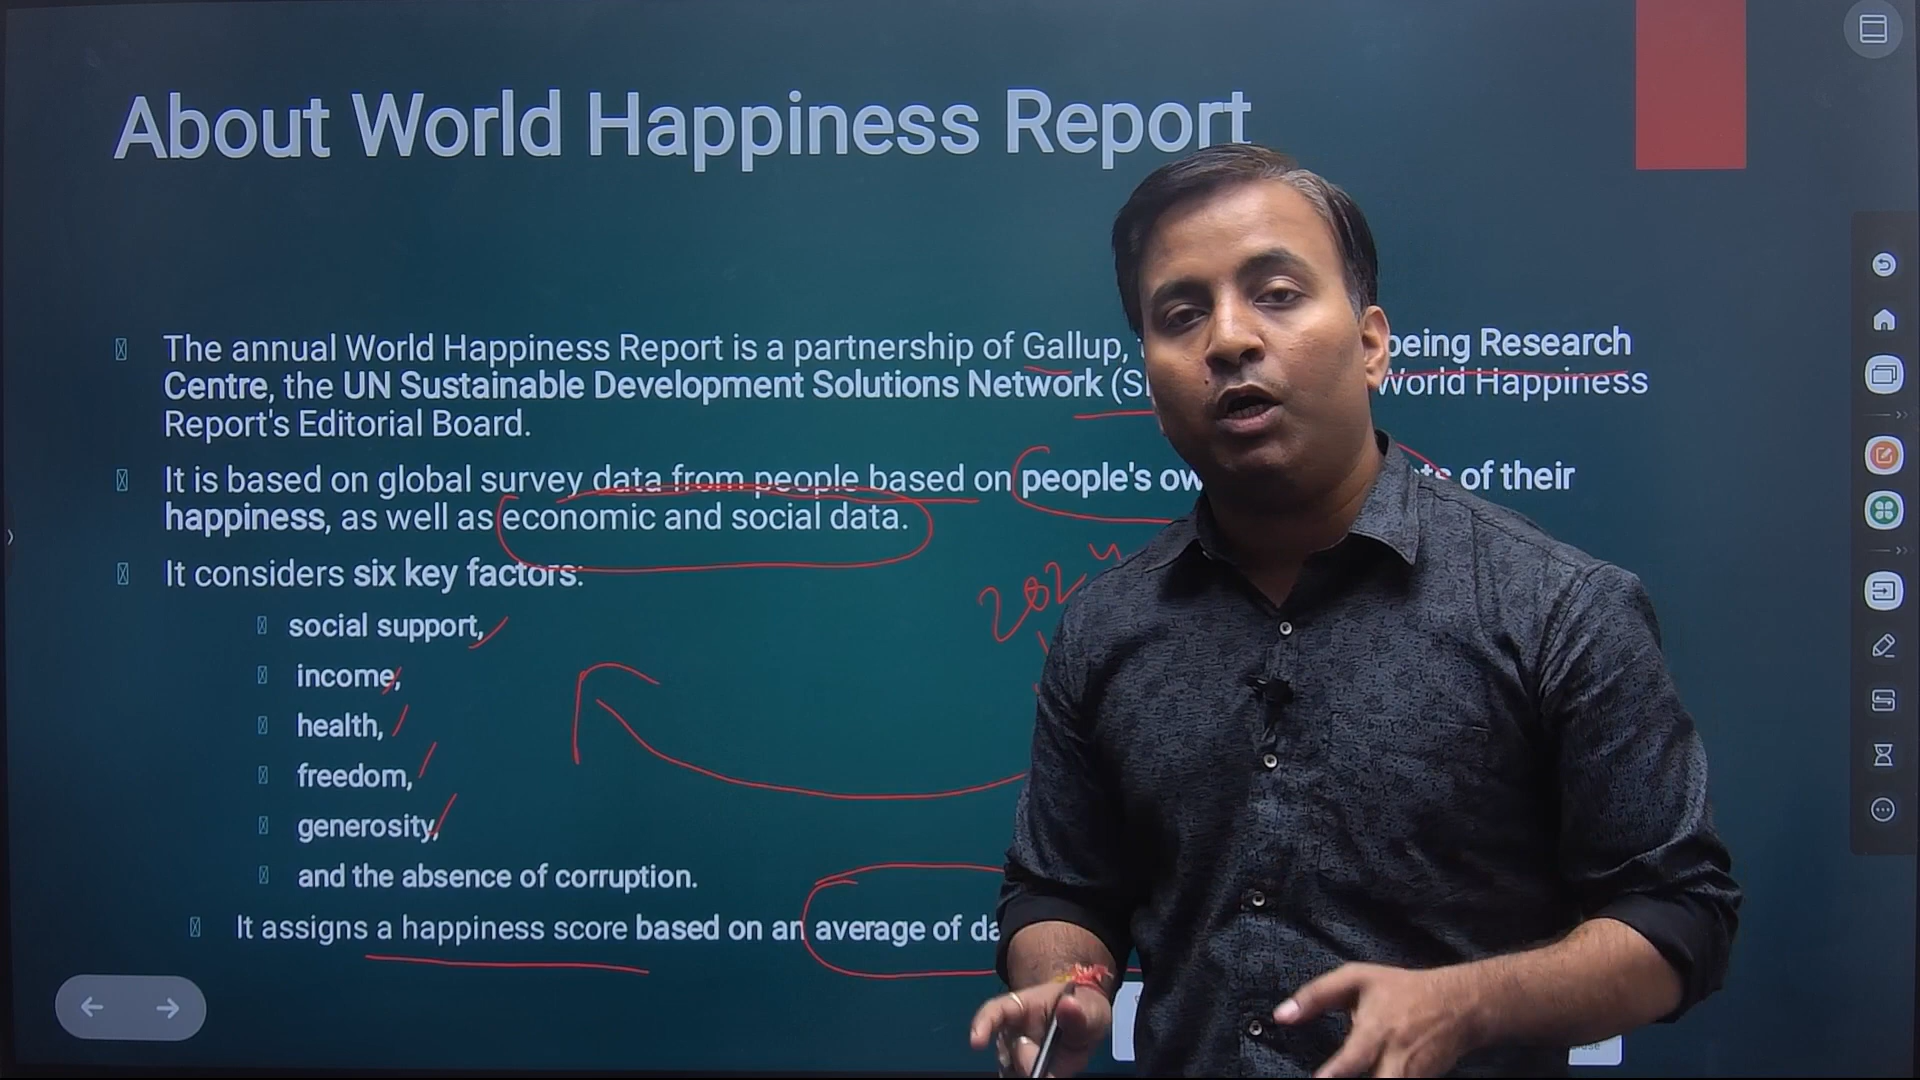 About World Happiness Report
The annual World Happiness Report is a partnership of Gallup, being Research
Centre, the UN Sustainable Development Solutions Network World Happiness
Report's Editorial Board.
It is based on global survey data from people based on people's of their
happiness, as well as economic and social data.
It considers six key factors:
2024
social support,
income,
health,
freedom,
generosity,
and the absence of corruption.
It assigns a happiness score based on an average of